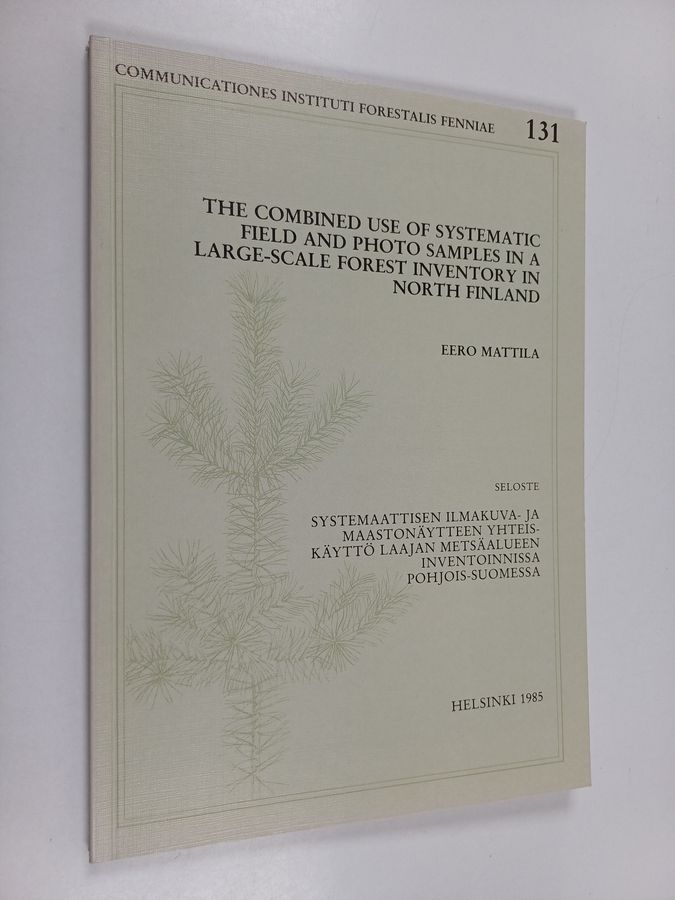 COMMUNICATIONES INSTITUTI FORESTALIS FENNIAE 131
THE COMBINED USE OF SYSTEMATIC
FIELD AND PHOTO SAMPLES IN A
LARGE-SCALE FOREST INVENTORY IN
NORTH FINLAND
EERO MATTILA
SELOSTE
SYSTEMAATTISEN ILMAKUVA- JA
MAASTONÄYTTEEN YHTEIS-
KÄYTTÖ LAAJAN METSÄALUEEN
INVENTOINNISSA
POHJOIS-SUOMESSA
HELSINKI 1985